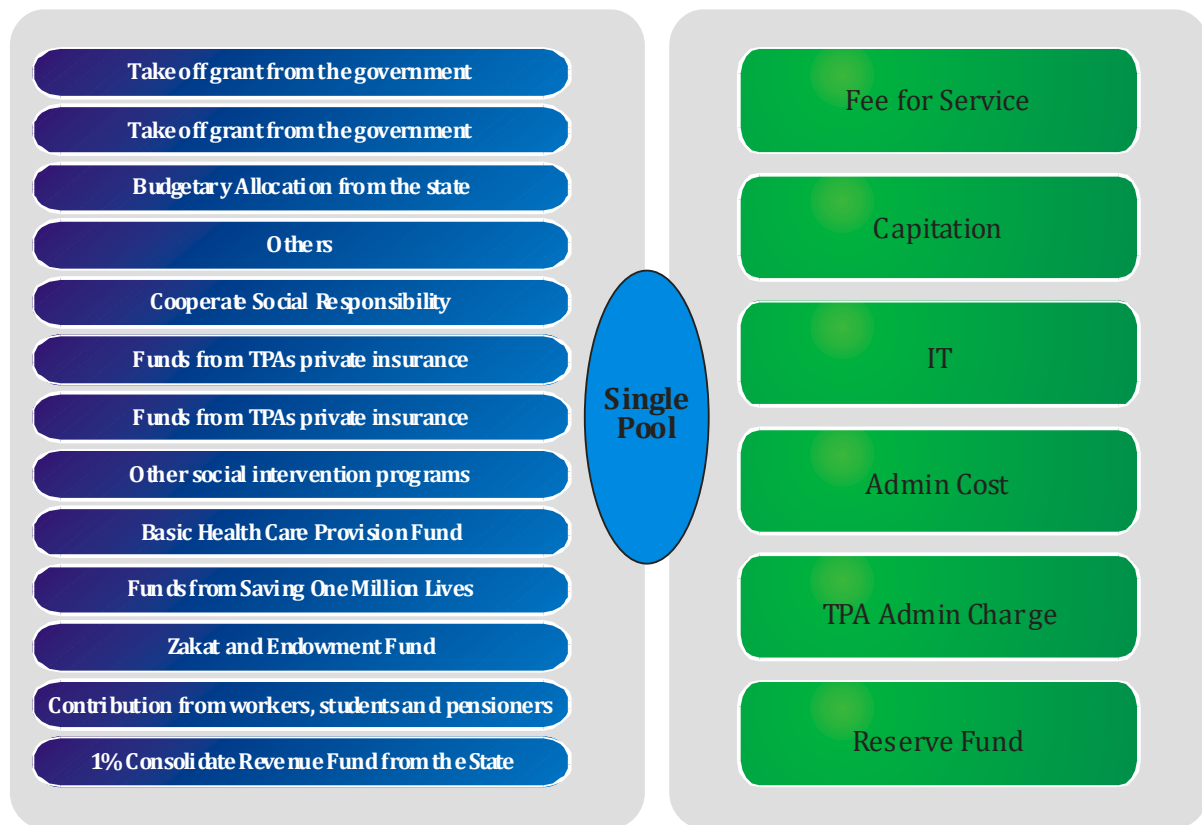 Take off grant from the government
Take off grant from the government
Budgetary Allocation from the state
Others
Cooperate Social Responsibility
Funds from TPAs private insurance
Funds from TPAs private insurance
Other social intervention programs
Basic Health Care Provision Fund
Funds from Saving One Million Lives
Zakat and Endowment Fund
Contribution from workers, students and pensioners
1% Consolidate Revenue Fund from the State
Single
Pool
Fee for Service
Capitation
IT
Admin Cost
TPA Admin Charge
Reserve Fund